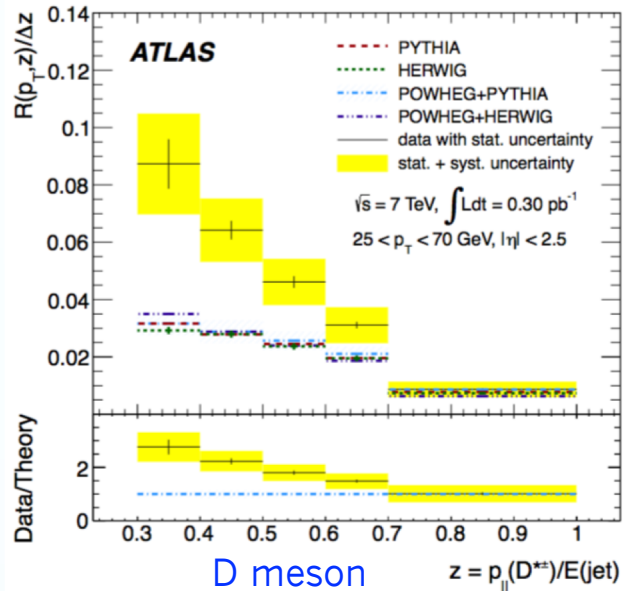 R(p_T,z)/Δz
0.14
0.12
0.1
0.08
0.06
0.04
0.02
ATLAS
PYTHIA
HERWIG
POWHEG+PYTHIA
POWHEG+HERWIG
data with stat. uncertainty
stat. + syst. uncertainty
√s = 7 TeV, ∫Ldt = 0.30 pb⁻¹
25 < p_T < 70 GeV, |η| < 2.5
Data/Theory
2
0
0.3 0.4 0.5 0.6 0.7 0.8 0.9 1
D meson
z = p_||(D*±)/E(jet)